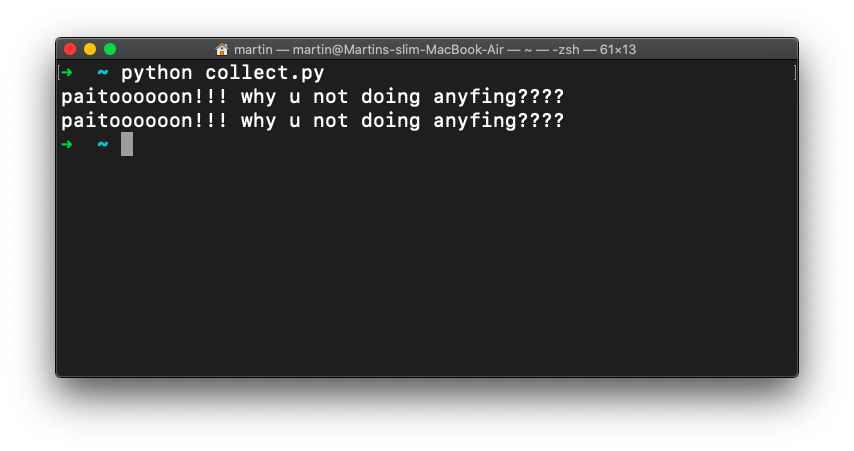 martin — martin@Martins-slim-MacBook-Air — ~ — -zsh — 61×13
[➜ ~ python collect.py ]
paitoooooon!!! why u not doing anyfing????
paitoooooon!!! why u not doing anyfing????
➜ ~